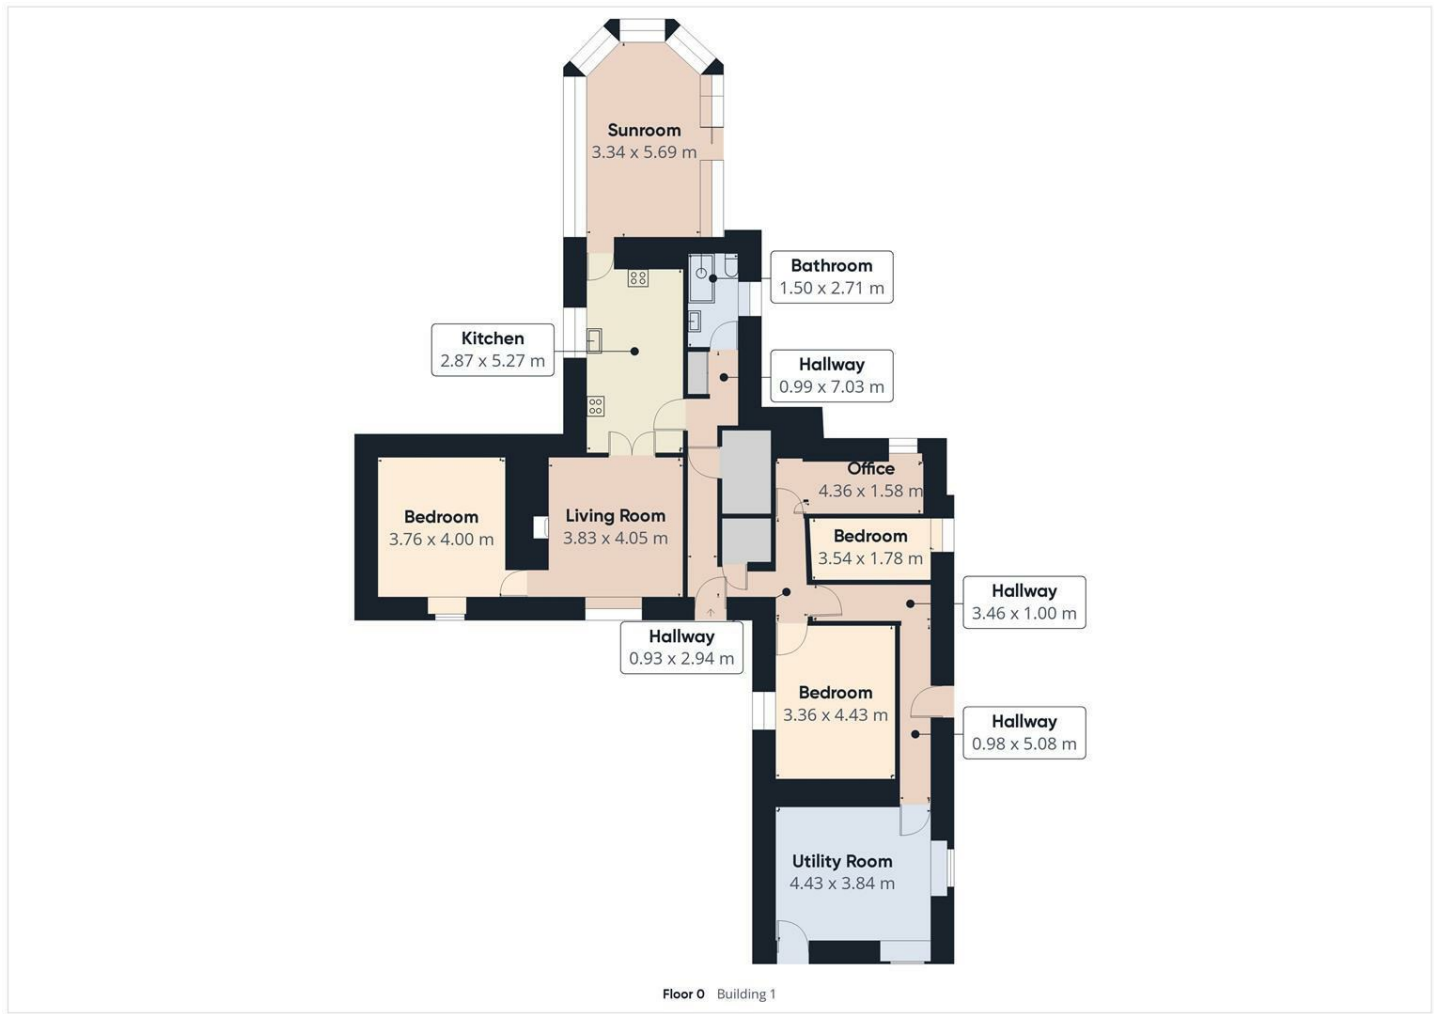 Sunroom
3.34 x 5.69 m
Bathroom
1.50 x 2.71 m
Kitchen
2.87 x 5.27 m
Hallway
0.99 x 7.03 m
Office
4.36 x 1.58 m
Bedroom
3.76 x 4.00 m
Living Room
3.83 x 4.05 m
Bedroom
3.54 x 1.78 m
Hallway
3.46 x 1.00 m
Hallway
0.93 x 2.94 m
Bedroom
3.36 x 4.43 m
Hallway
0.98 x 5.08 m
Utility Room
4.43 x 3.84 m
Floor 0 Building 1